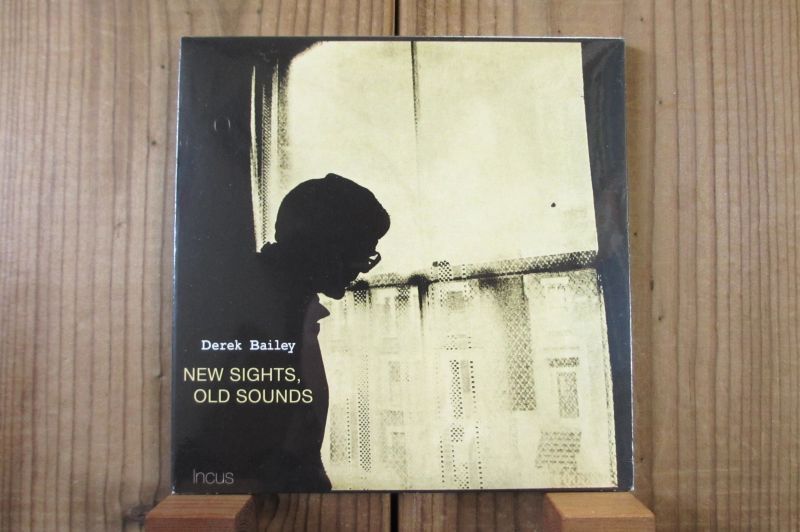 Derek Bailey
NEW SIGHTS,
OLD SOUNDS
Incus